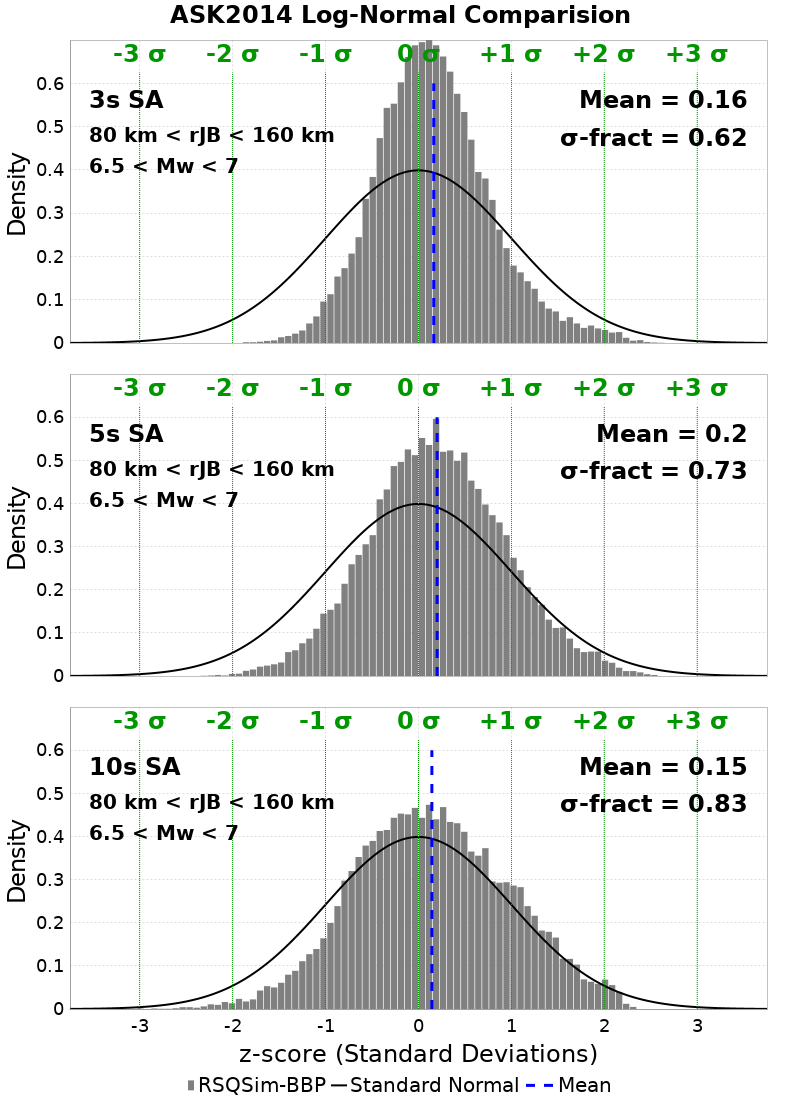 ASK2014 Log-Normal Comparision
-3 σ -2 σ -1 σ 0 σ +1 σ +2 σ +3 σ
3s SA
Mean = 0.16
80 km < rJB < 160 km
σ-fract = 0.62
6.5 < Mw < 7
Density
0.6
0.5
0.4
0.3
0.2
0.1
0
-3 σ -2 σ -1 σ 0 σ +1 σ +2 σ +3 σ
5s SA
Mean = 0.2
80 km < rJB < 160 km
σ-fract = 0.73
6.5 < Mw < 7
Density
0.6
0.5
0.4
0.3
0.2
0.1
0
-3 σ -2 σ -1 σ 0 σ +1 σ +2 σ +3 σ
10s SA
Mean = 0.15
80 km < rJB < 160 km
σ-fract = 0.83
6.5 < Mw < 7
Density
0.6
0.5
0.4
0.3
0.2
0.1
0
-3 -2 -1 0 1 2 3
z-score (Standard Deviations)
RSQSim-BBP Standard Normal Mean